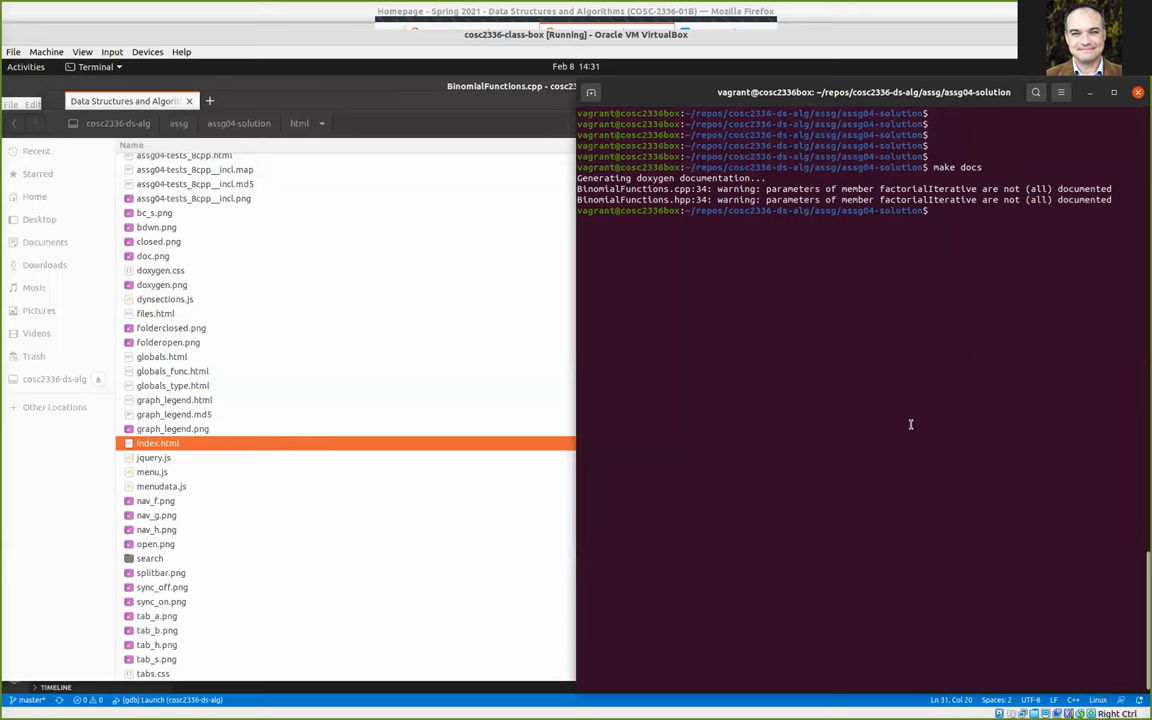 Homepage - Spring 2021 - Data Structures and Algorithms (COSC-2336-01B) — Mozilla Firefox
cosc2336-class-box [Running] - Oracle VM VirtualBox
File Machine View Input Devices Help
Activities Terminal Feb 8 14:31
BinomialFunctions.cpp - cosc2
File Edit
Data Structures and Algorit
vagrant@cosc2336box: ~/repos/cosc2336-ds-alg/assg/assg04-solution
cosc2336-ds-alg assg assg04-solution html
Name
Recent
Starred
Home
Desktop
Documents
Downloads
Music
Pictures
Videos
Trash
cosc2336-ds-alg
Other Locations
assg04-tests_8cpp.html
assg04-tests_8cpp__incl.map
assg04-tests_8cpp__incl.md5
assg04-tests_8cpp__incl.png
bc_s.png
bdwn.png
closed.png
doc.png
doxygen.css
doxygen.png
dynsections.js
files.html
folderclosed.png
folderopen.png
globals.html
globals_func.html
globals_type.html
graph_legend.html
graph_legend.md5
graph_legend.png
index.html
jquery.js
menu.js
menudata.js
nav_f.png
nav_g.png
nav_h.png
open.png
search
splitbar.png
sync_off.png
sync_on.png
tab_a.png
tab_b.png
tab_h.png
tab_s.png
tabs.css
vagrant@cosc2336box:~/repos/cosc2336-ds-alg/assg/assg04-solution$
vagrant@cosc2336box:~/repos/cosc2336-ds-alg/assg/assg04-solution$
vagrant@cosc2336box:~/repos/cosc2336-ds-alg/assg/assg04-solution$
vagrant@cosc2336box:~/repos/cosc2336-ds-alg/assg/assg04-solution$
vagrant@cosc2336box:~/repos/cosc2336-ds-alg/assg/assg04-solution$
vagrant@cosc2336box:~/repos/cosc2336-ds-alg/assg/assg04-solution$ make docs
Generating doxygen documentation...
BinomialFunctions.cpp:34: warning: parameters of member factorialIterative are not (all) documented
BinomialFunctions.hpp:34: warning: parameters of member factorialIterative are not (all) documented
vagrant@cosc2336box:~/repos/cosc2336-ds-alg/assg/assg04-solution$
TIMELINE
master* 0 0 (gdb) Launch (cosc2336-ds-alg) Ln 31, Col 20 Spaces: 2 UTF-8 LF C++ Linux
Right Ctrl